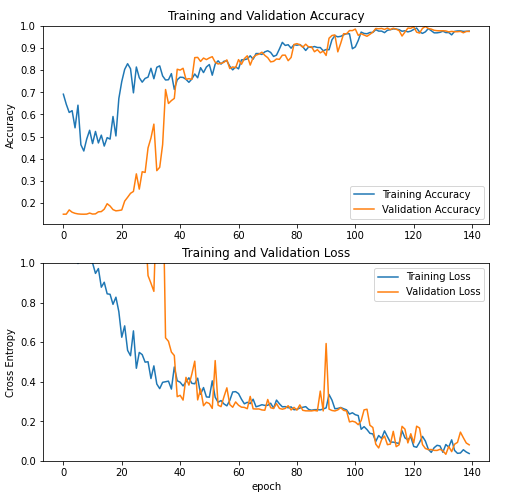 Training and Validation Accuracy
Accuracy
1.0
0.9
0.8
0.7
0.6
0.5
0.4
0.3
0.2
Training Accuracy
Validation Accuracy
0 20 40 60 80 100 120 140
Training and Validation Loss
Cross Entropy
1.0
0.8
0.6
0.4
0.2
0.0
Training Loss
Validation Loss
0 20 40 60 80 100 120 140
epoch